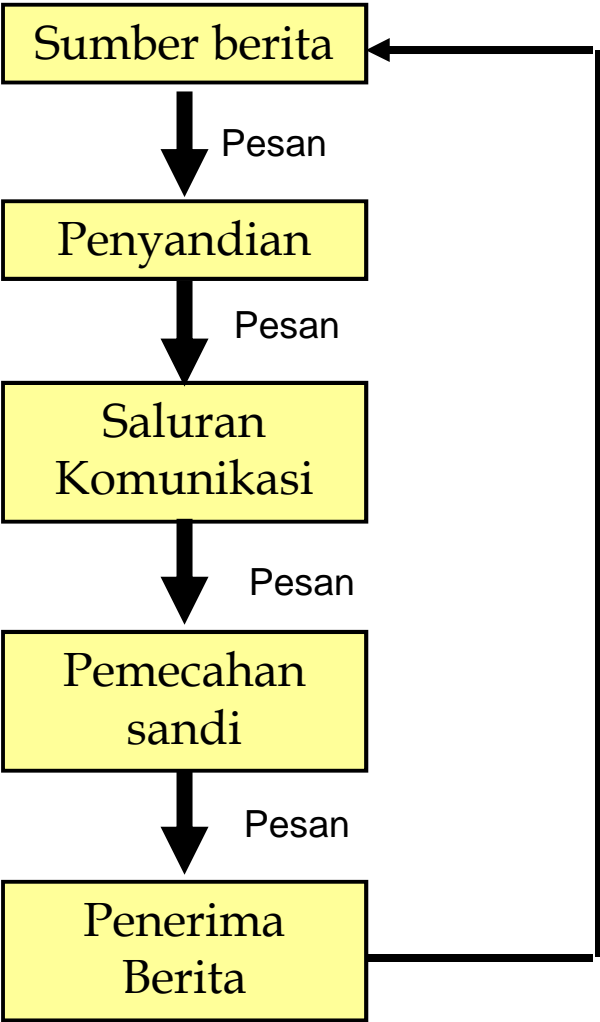 Sumber berita
Pesan
Penyandian
Pesan
Saluran
Komunikasi
Pesan
Pemecahan
sandi
Pesan
Penerima
Berita